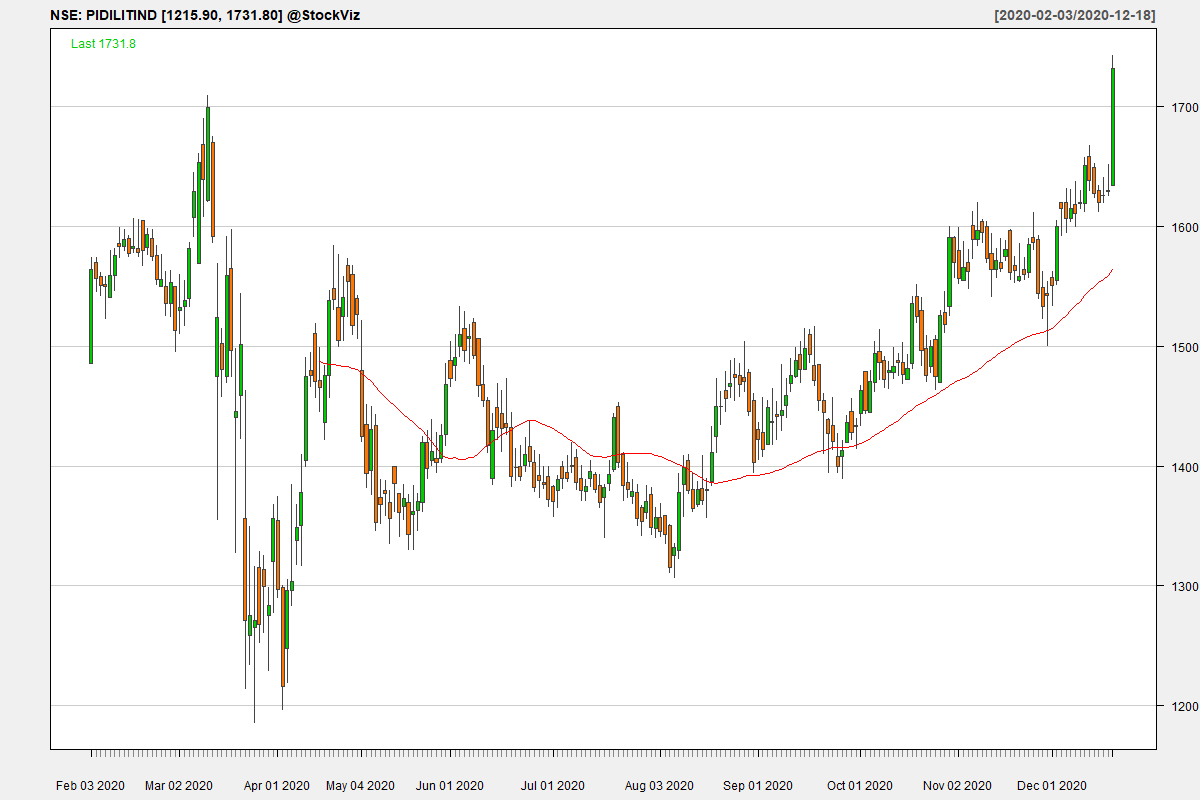 NSE: PIDILITIND [1215.90, 1731.80] @StockViz
[2020-02-03/2020-12-18]
Last 1731.8
1700
1600
1500
1400
1300
1200
Feb 03 2020
Mar 02 2020
Apr 01 2020
May 04 2020
Jun 01 2020
Jul 01 2020
Aug 03 2020
Sep 01 2020
Oct 01 2020
Nov 02 2020
Dec 01 2020